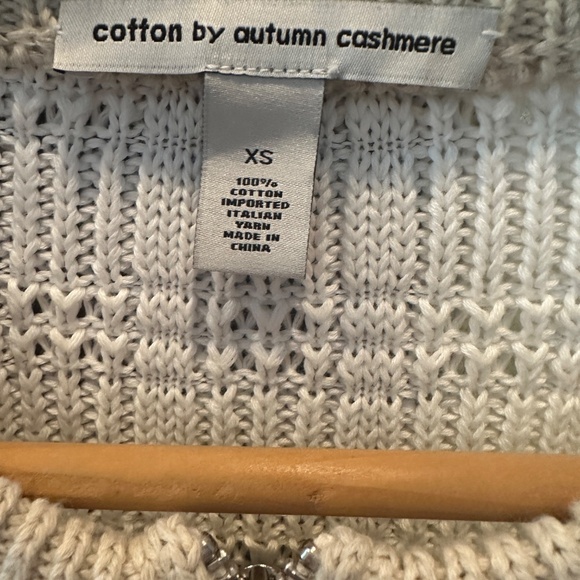 cotton by autumn cashmere
XS
100%
COTTON
IMPORTED
ITALIAN
YARN
MADE IN
CHINA